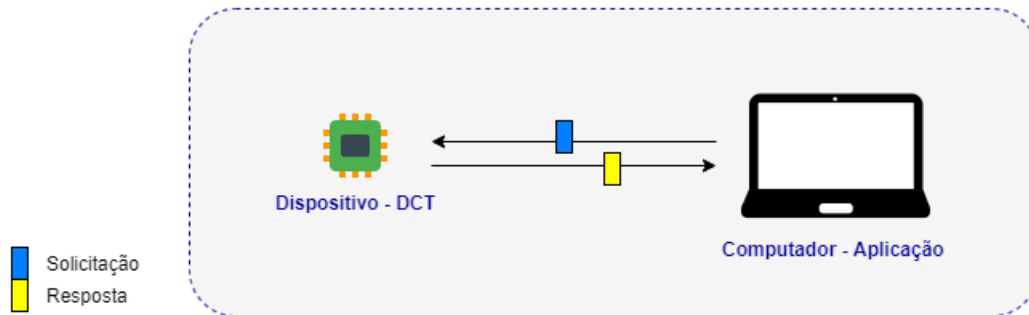 Dispositivo - DCT
Computador - Aplicação
Solicitação
Resposta